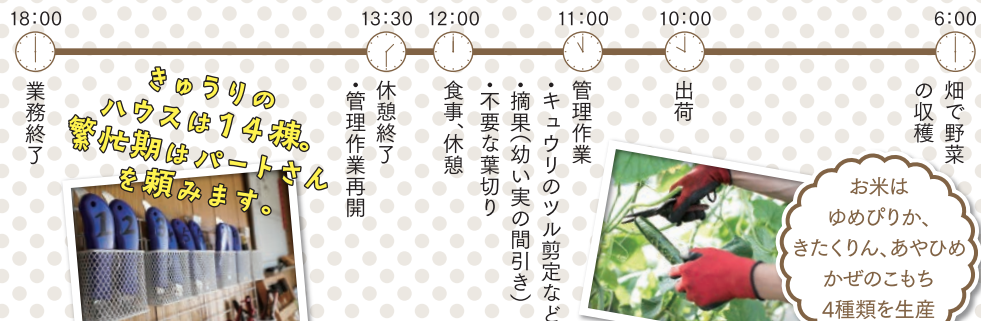 6:00
畑で野菜
の収穫
10:00
出荷
11:00
管理作業
・キュウリのツル剪定など
・摘果(幼い実の間引き)
・不要な葉切り
12:00
食事、休憩
13:30
休憩終了
・管理作業再開
18:00
業務終了
きゅうりの
ハウスは14棟。
繁忙期はパートさん
を頼みます。
お米は
ゆめぴりか、
きたくりん、あやひめ
かぜのこもち
4種類を生産